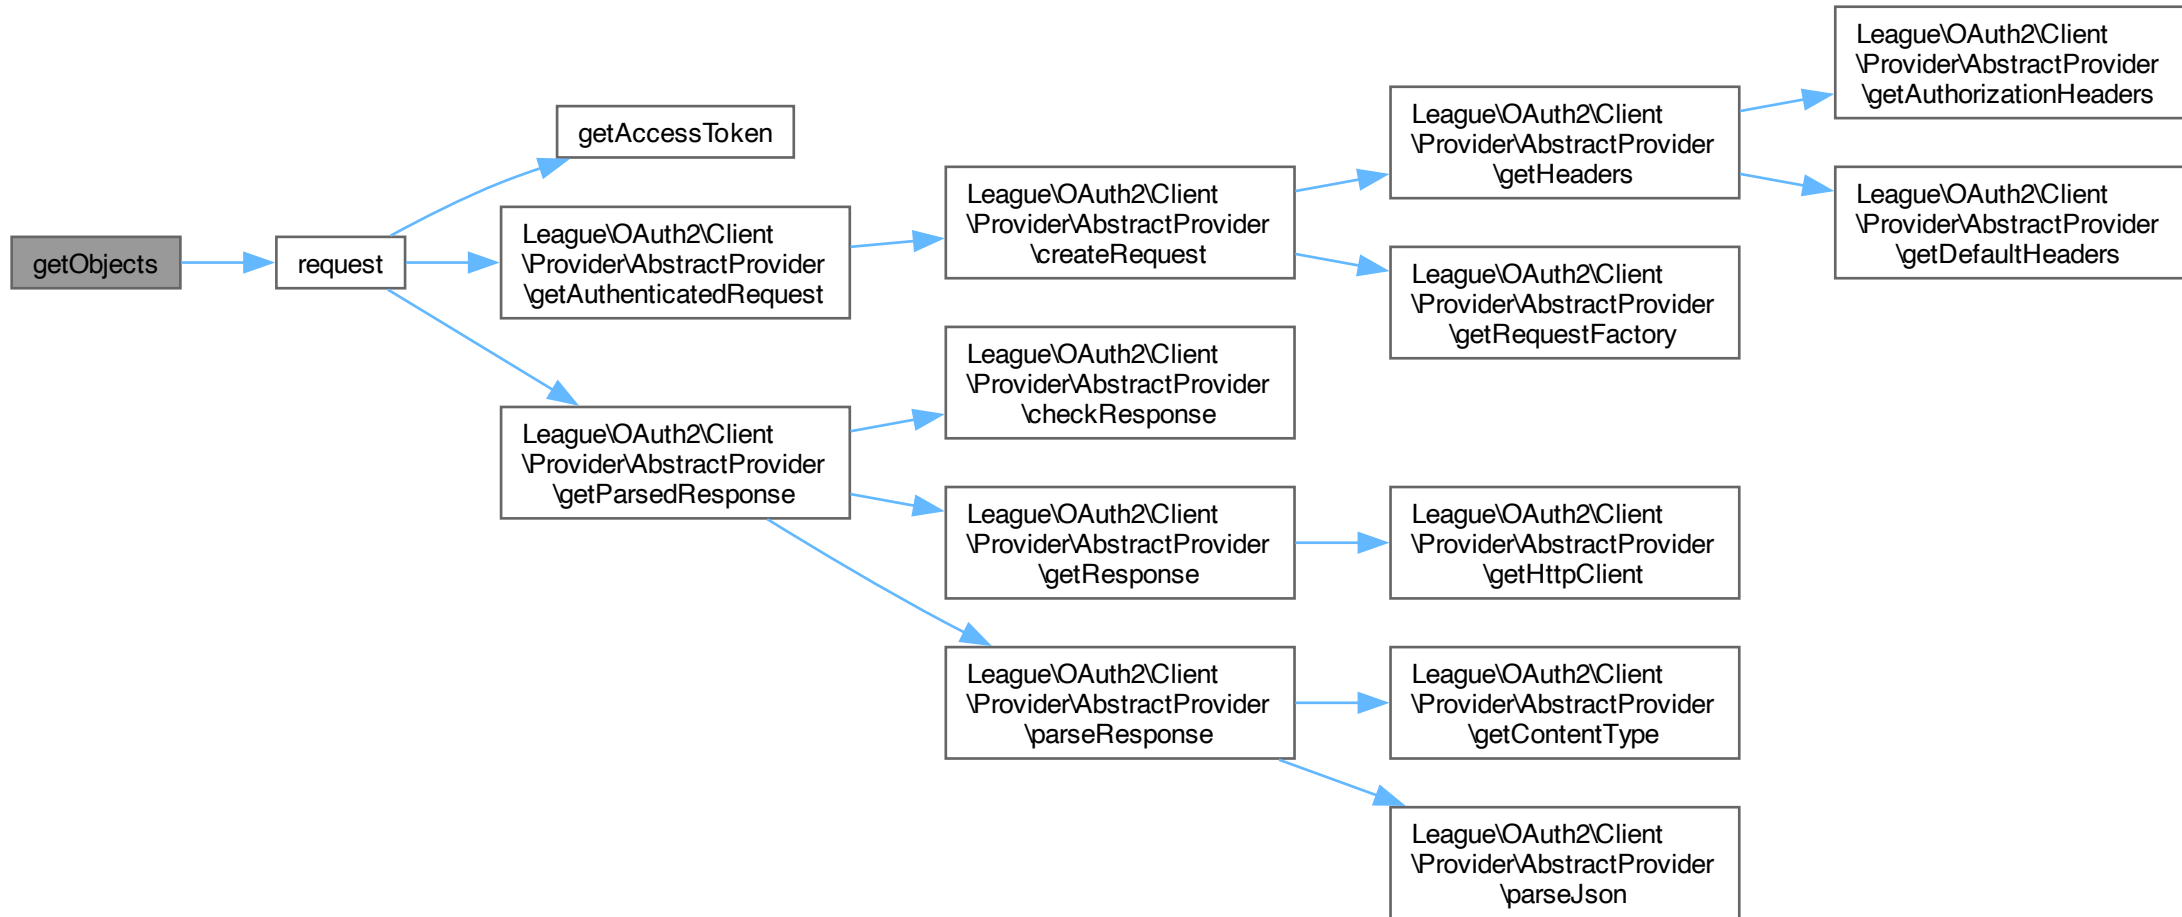 getObjects
request
getAccessToken
League\OAuth2\Client
\Provider\AbstractProvider
\getAuthenticatedRequest
League\OAuth2\Client
\Provider\AbstractProvider
\getParsedResponse
League\OAuth2\Client
\Provider\AbstractProvider
\createRequest
League\OAuth2\Client
\Provider\AbstractProvider
\checkResponse
League\OAuth2\Client
\Provider\AbstractProvider
\getResponse
League\OAuth2\Client
\Provider\AbstractProvider
\parseResponse
League\OAuth2\Client
\Provider\AbstractProvider
\getHeaders
League\OAuth2\Client
\Provider\AbstractProvider
\getRequestFactory
League\OAuth2\Client
\Provider\AbstractProvider
\getHttpClient
League\OAuth2\Client
\Provider\AbstractProvider
\getContentType
League\OAuth2\Client
\Provider\AbstractProvider
\parseJson
League\OAuth2\Client
\Provider\AbstractProvider
\getAuthorizationHeaders
League\OAuth2\Client
\Provider\AbstractProvider
\getDefaultHeaders